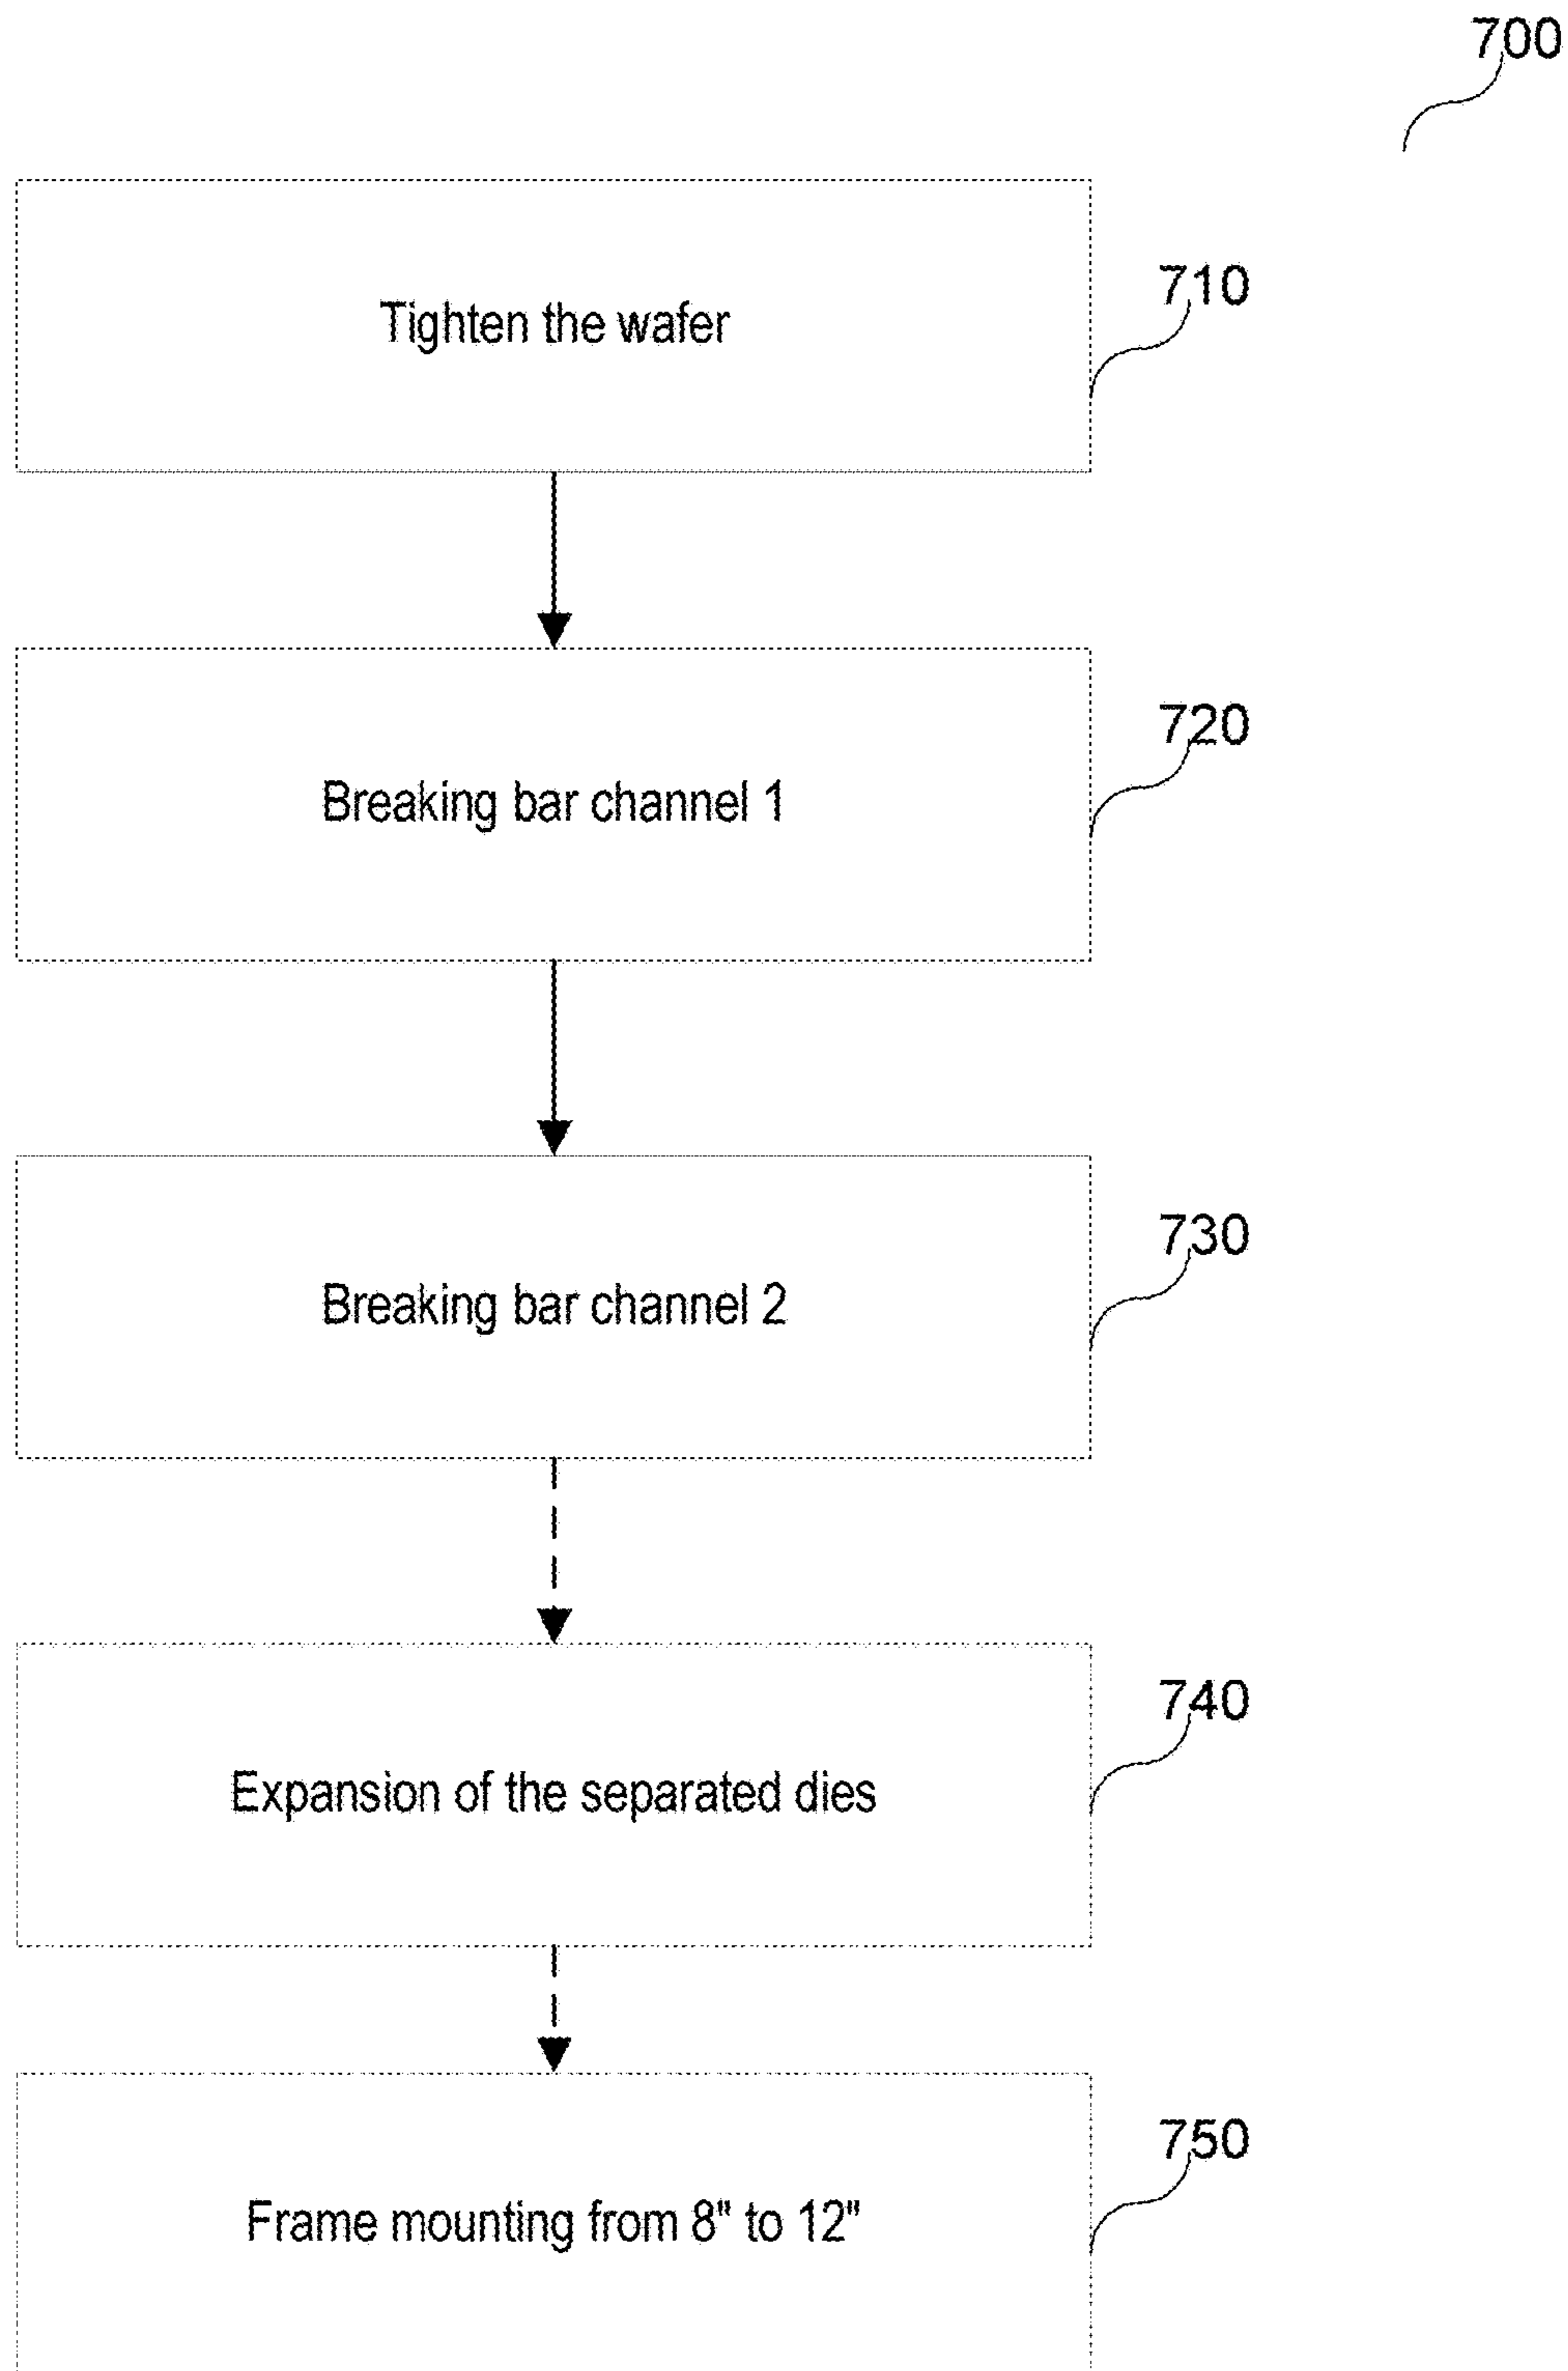 700
Tighten the wafer
710
Breaking bar channel 1
720
Breaking bar channel 2
730
Expansion of the separated dies
740
Frame mounting from 8" to 12"
750